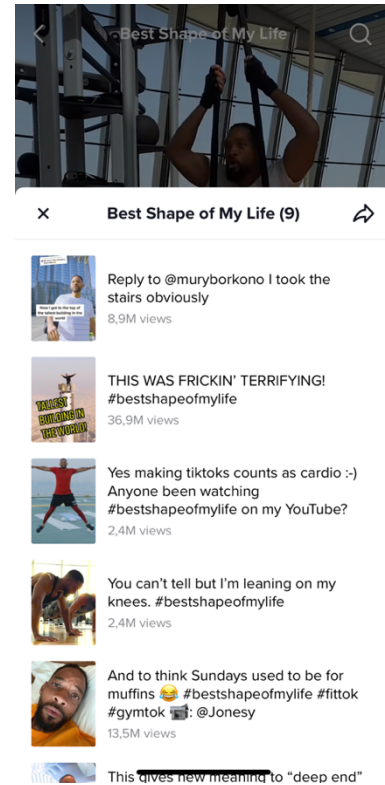 Best Shape of My Life
Best Shape of My Life (9)
How I got to the top of
the tallest building in the
world
Reply to @muryborkono I took the
stairs obviously
8,9M views
TALLEST
BUILDING IN
THE WORLD!
THIS WAS FRICKIN’ TERRIFYING!
#bestshapeofmylife
36,9M views
Yes making tiktoks counts as cardio :-)
Anyone been watching
#bestshapeofmylife on my YouTube?
2,4M views
You can’t tell but I’m leaning on my
knees. #bestshapeofmylife
2,4M views
And to think Sundays used to be for
muffins 😂 #bestshapeofmylife #fittok
#gymtok 📹: @Jonesy
13,5M views
This gives new meaning to “deep end”